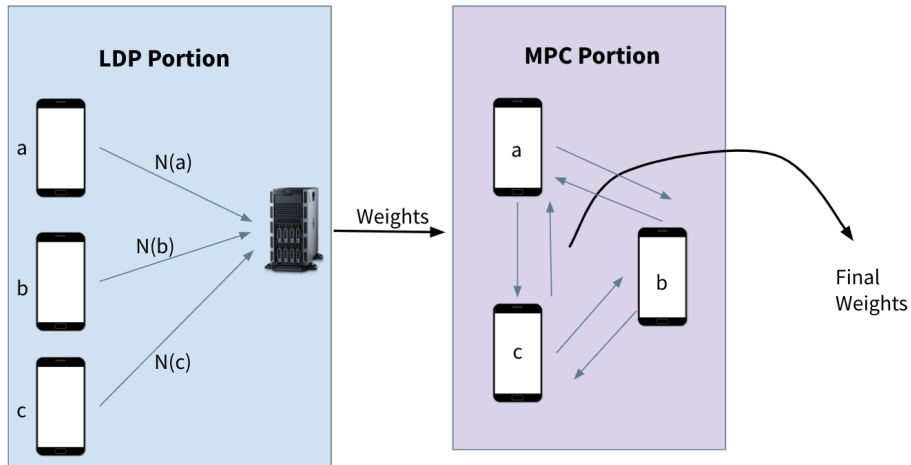 LDP Portion
a
N(a)
b
N(b)
c
N(c)
Weights
MPC Portion
a
b
c
Final
Weights